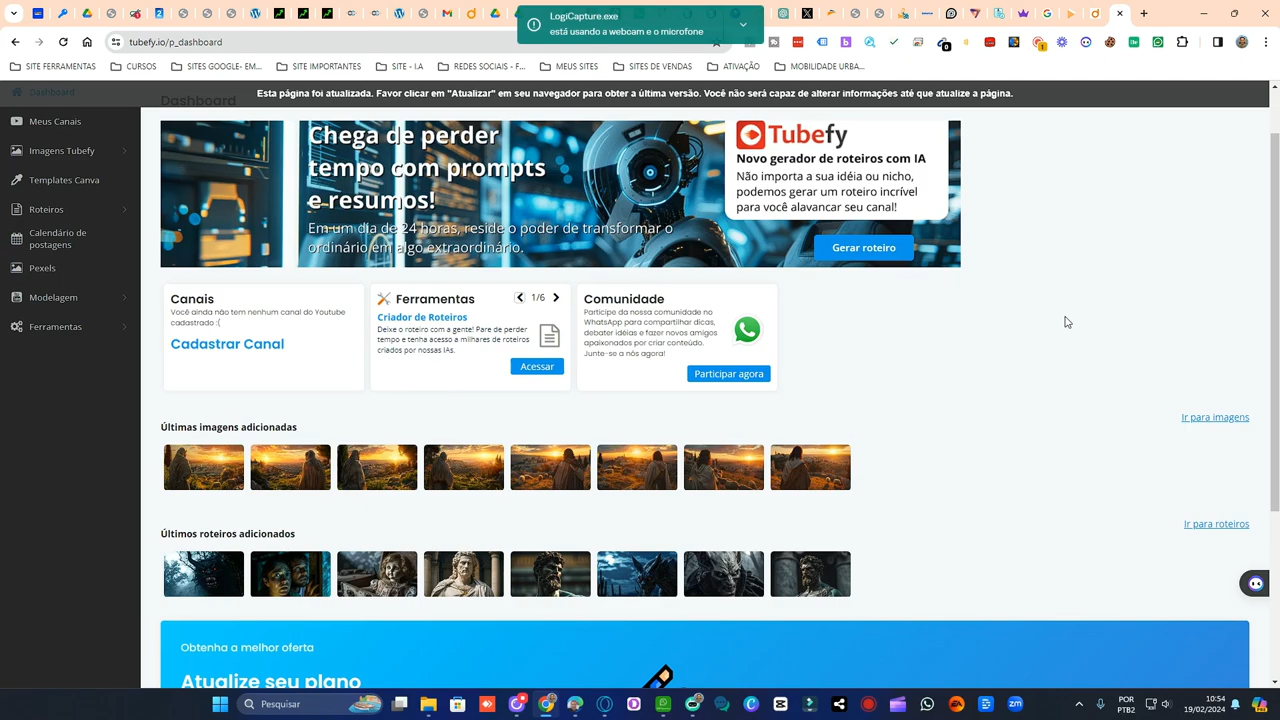 LogiCapture.exe
está usando a webcam e o microfone
tubefy.io/p_dashboard
SITE FERRAMENTAS
CURSOS
SITES GOOGLE- EM...
SITE IMPORTANTES
SITE - I.A
REDES SOCIAIS - F...
MEUS SITES
SITES DE VENDAS
ATIVAÇÃO
MOBILIDADE URBA...
Esta página foi atualizada. Favor clicar em "Atualizar" em seu navegador para obter a última versão. Você não será capaz de alterar informações até que atualize a página.
Dashboard
Dashboard
Meus Canais
Imagens Tubefy
Templates Canva
Roteiros
Calendário de
postagens
Pexels
Modelagem
Ferramentas
Chega de perder
tempo com prompts
e resumos!
Em um dia de 24 horas, reside o poder de transformar o
ordinário em algo extraordinário.
Tubefy
Novo gerador de roteiros com IA
Não importa a sua idéia ou nicho,
podemos gerar um roteiro incrível
para você alavancar seu canal!
Gerar roteiro
Canais
Você ainda não tem nenhum canal do Youtube
cadastrado :(
Cadastrar Canal
Ferramentas
1/6
Criador de Roteiros
Deixe o roteiro com a gente! Pare de perder
tempo e tenha acesso a milhares de roteiros
criados por nossas IAs.
Acessar
Comunidade
Participe da nossa comunidade no
WhatsApp para compartilhar dicas,
debater idéias e fazer novos amigos
apaixonados por criar conteúdo.
Junte-se a nós agora!
Participar agora
Ir para imagens
Últimas imagens adicionadas
Ir para roteiros
Últimos roteiros adicionados
Obtenha a melhor oferta
Atualize seu plano
Pesquisar
POR
PTB2
10:54
19/02/2024